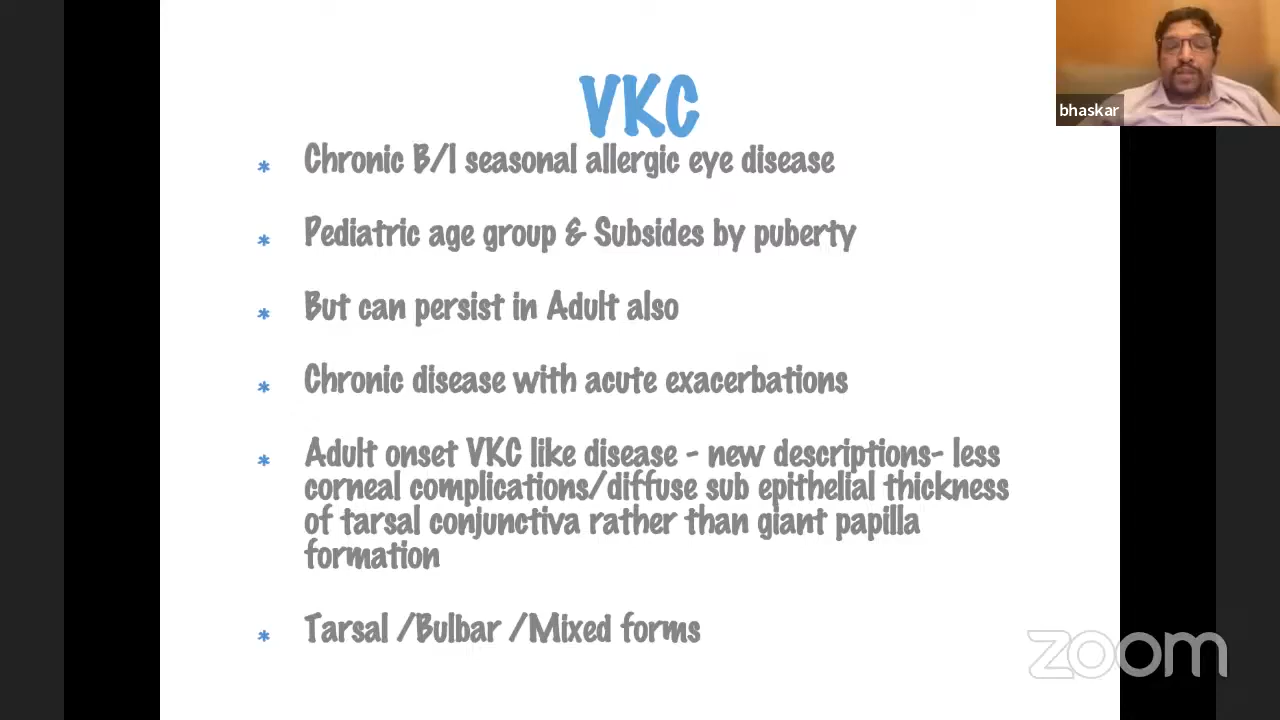 VKC
* Chronic B/l seasonal allergic eye disease
* Pediatric age group & Subsides by puberty
* But can persist in Adult also
* Chronic disease with acute exacerbations
* Adult onset VKC like disease - new descriptions- less
corneal complications/diffuse sub epithelial thickness
of tarsal conjunctiva rather than giant papilla
formation
* Tarsal /Bulbar /Mixed forms
bhaskar
zoom